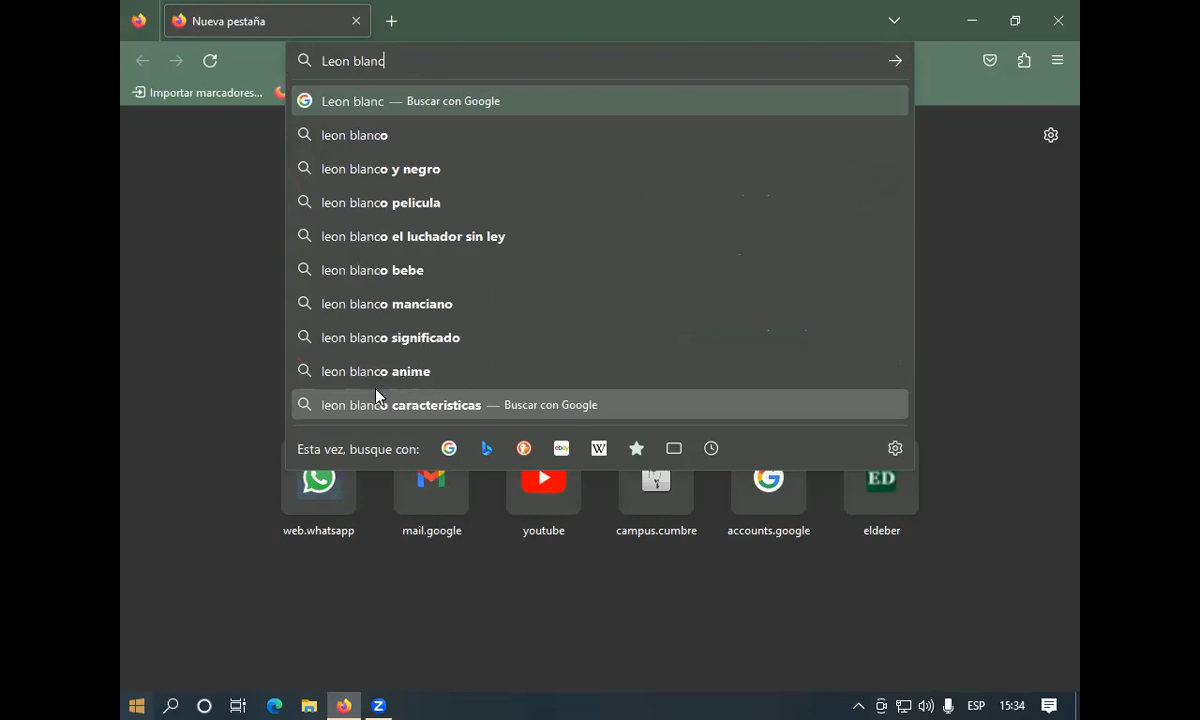 Nueva pestaña
Leon blanc
Importar marcadores...
Leon blanc — Buscar con Google
leon blanco
leon blanco y negro
leon blanco pelicula
leon blanco el luchador sin ley
leon blanco bebe
leon blanco manciano
leon blanco significado
leon blanco anime
leon blanco caracteristicas — Buscar con Google
Esta vez, busque con:
ebay
W
ED
web.whatsapp
mail.google
youtube
campus.cumbre
accounts.google
eldeber
Z
ESP
15:34